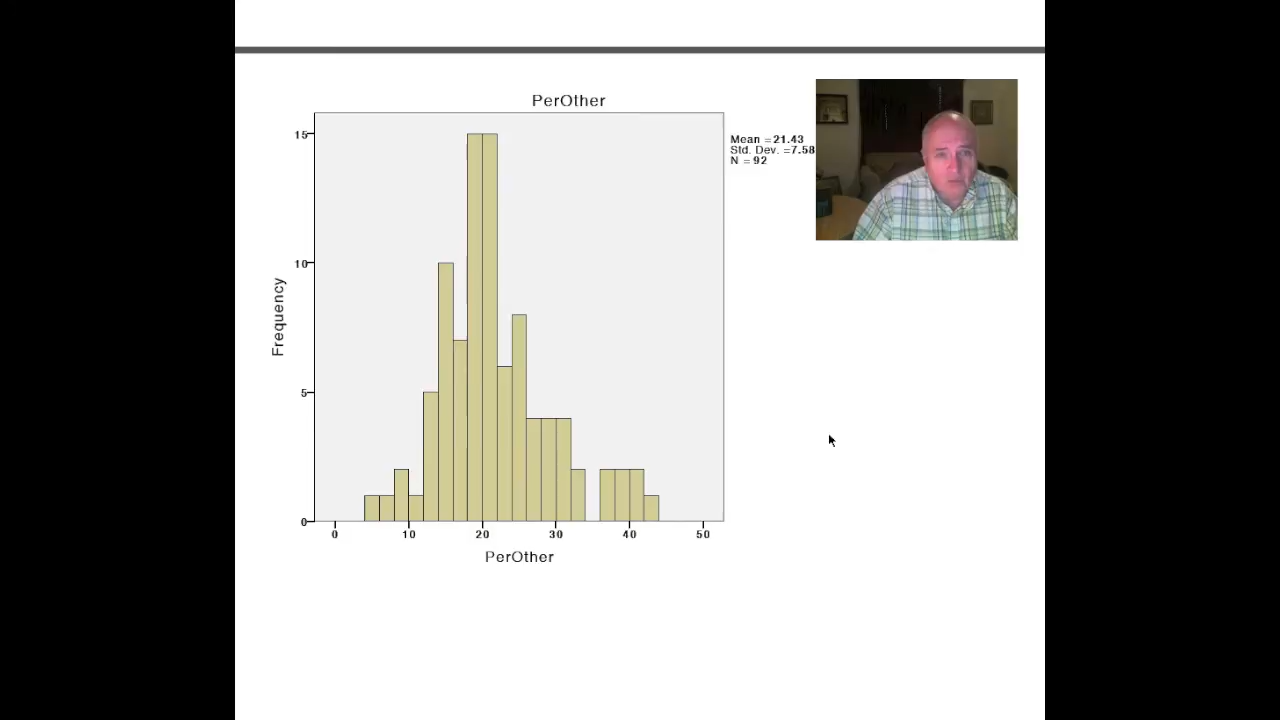 PerOther
Mean =21.43
Std. Dev. =7.58
N = 92
15
10
5
0
Frequency
0 10 20 30 40 50
PerOther